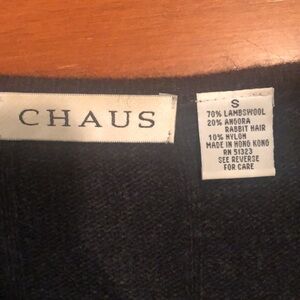 CHAUS
S
70% LAMBSWOOL
20% ANGORA
RABBIT HAIR
10% NYLON
MADE IN HONG KONG
RN 51323
SEE REVERSE
FOR CARE